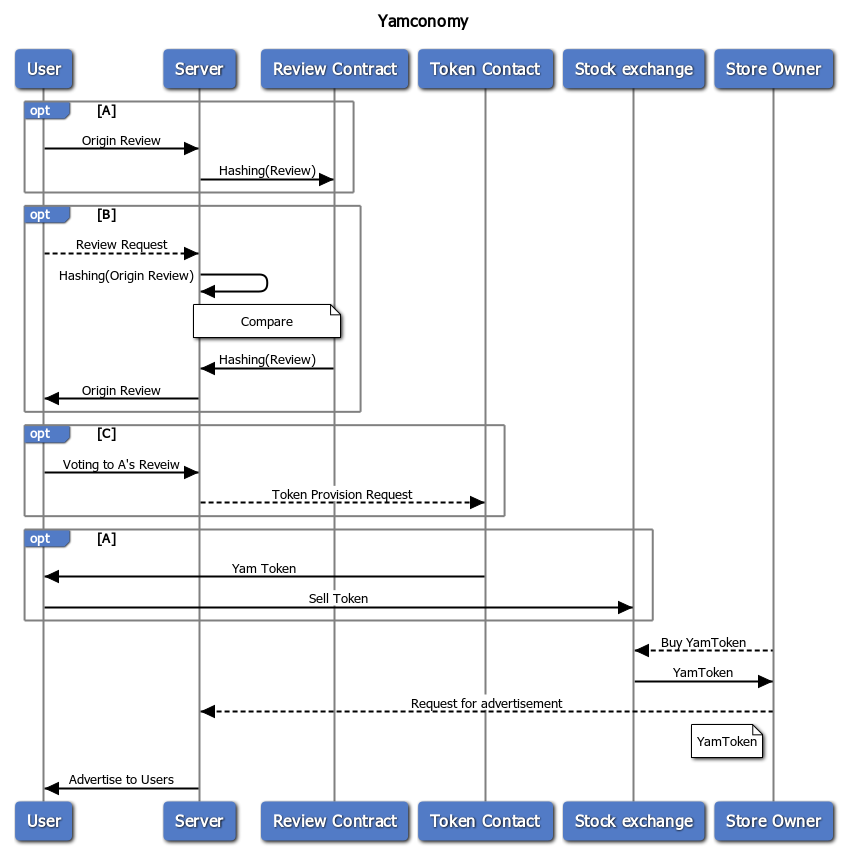 Yamconomy
User Server Review Contract Token Contact Stock exchange Store Owner
opt [A]
Origin Review
Hashing(Review)
opt [B]
Review Request
Hashing(Origin Review)
Compare
Hashing(Review)
Origin Review
opt [C]
Voting to A's Reveiw
Token Provision Request
opt [A]
Yam Token
Sell Token
Buy YamToken
YamToken
Request for advertisement
YamToken
Advertise to Users
User Server Review Contract Token Contact Stock exchange Store Owner